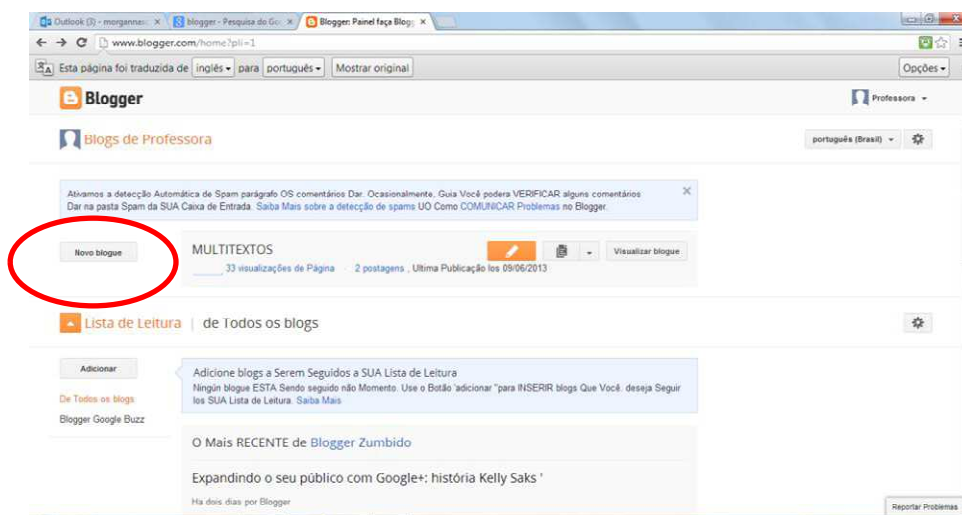 Outlook (3) - morgannas
blogger - Pesquisa do Go
Blogger: Painel faça Blogg
www.blogger.com/home?pli=1
Esta página foi traduzida de inglês para português Mostrar original Opções
Blogger Professora
Blogs de Professora português (Brasil)
Ativamos a detecção Automática de Spam parágrafo OS comentários Dar. Ocasionalmente, Guia Você podera VERIFICAR alguns comentários
Dar na pasta Spam da SUA Caixa de Entrada. Saiba Mais sobre a detecção de spams UO Como COMUNICAR Problemas no Blogger.
Novo blogue
MULTITEXTOS Visualizar blogue
33 visualizações de Página - 2 postagens , Ultima Publicação los 09/06/2013
Lista de Leitura | de Todos os blogs
Adicionar
De Todos os blogs
Blogger Google Buzz
Adicione blogs a Serem Seguidos a SUA Lista de Leitura
Ningún blogue ESTA Sendo seguido não Momento. Use o Botão 'adicionar "para INSERIR blogs Que Você. deseja Seguir
los SUA Lista de Leitura. Saiba Mais
O Mais RECENTE de Blogger Zumbido
Expandindo o seu público com Google+: história Kelly Saks '
Ha dois dias por Blogger
Reportar Problemas